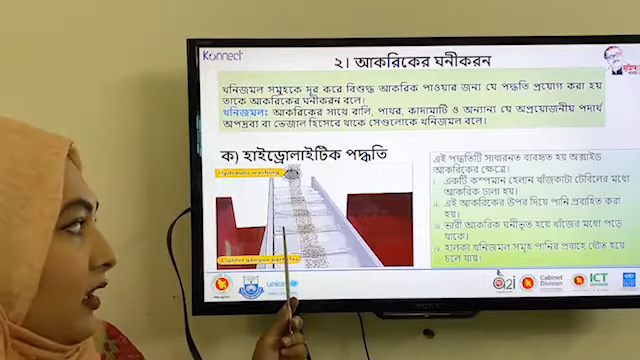 Konnect
২। আকরিকের ঘনীকরন
খনিজমল সমূহকে দূর করে বিশুদ্ধ আকরিক পাওয়ার জন্য যে পদ্ধতি প্রয়োগ করা হয়
তাকে আকরিকের ঘনীকরন বলে।
খনিজমলঃ আকরিকের সাথে বালি, পাথর, কাদামাটি ও অন্যান্য যে অপ্রয়োজনীয় পদার্থ
অপদ্রব্য বা ভেজাল হিসেবে থাকে সেগুলোকে খনিজমল বলে।
ক) হাইড্রোলাইটিক পদ্ধতি
Hydraulic washing
Lighter gangue particles
এই পদ্ধতিটি সাধারনত ব্যবহৃত হয় অক্সাইড
আকরিকের ক্ষেত্রে।
i. একটি কম্পমান হেলান খাঁজকাটা টেবিলের মধ্যে
আকরিক ঢালা হয়।
ii. এই আকরিকের উপর দিয়ে পানি প্রবাহিত করা
হয়।
iii. ভারী আকরিক ঘনীভূত হয়ে খাঁজের মধ্যে পড়ে
থাকে।
iv. হালকা খনিজমল সমূহ পানির প্রবাহে ধৌত হয়ে
চলে যায়।
unicef
a2i
Cabinet
Division
ICT
SONY